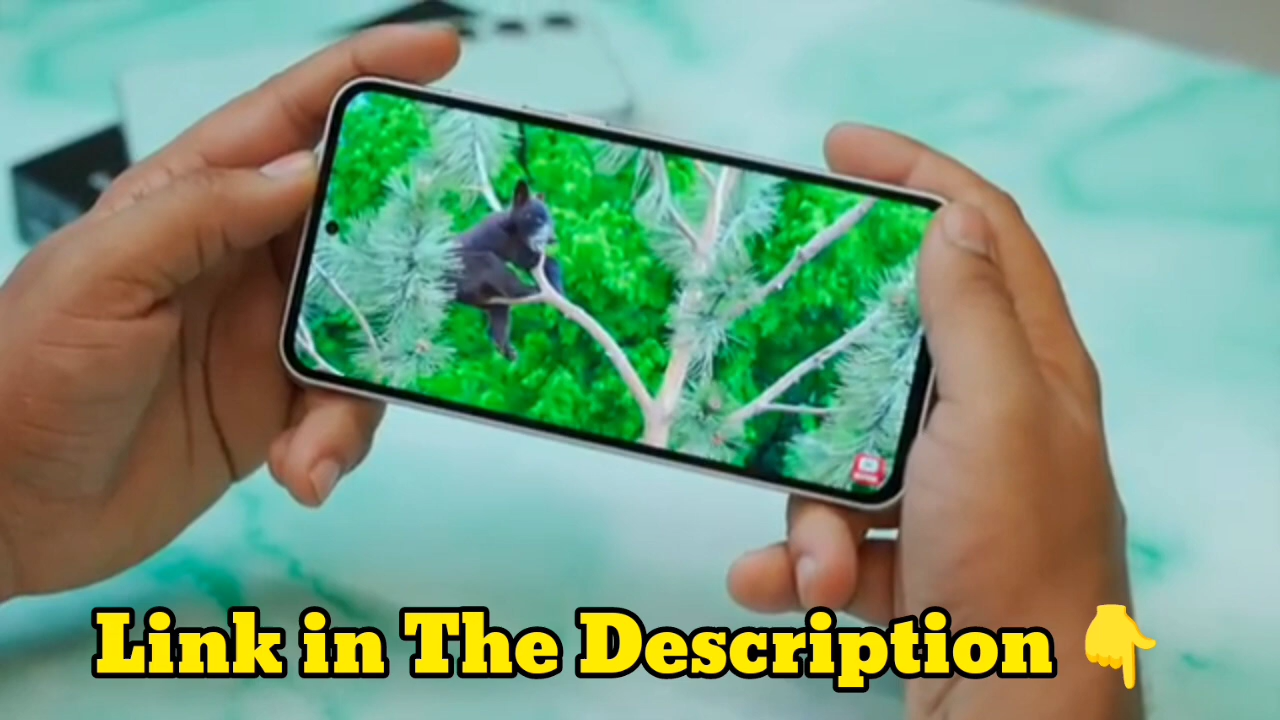 Link in The Description 👇